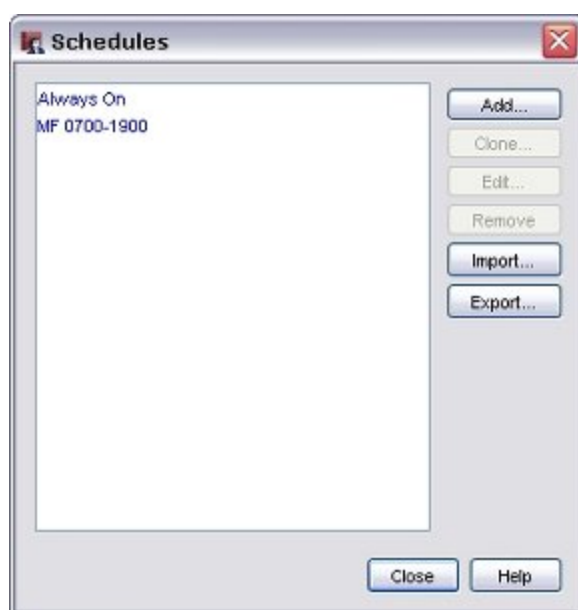 Schedules
Always On
MF 0700-1900
Add...
Clone...
Edit...
Remove
Import...
Export...
Close
Help